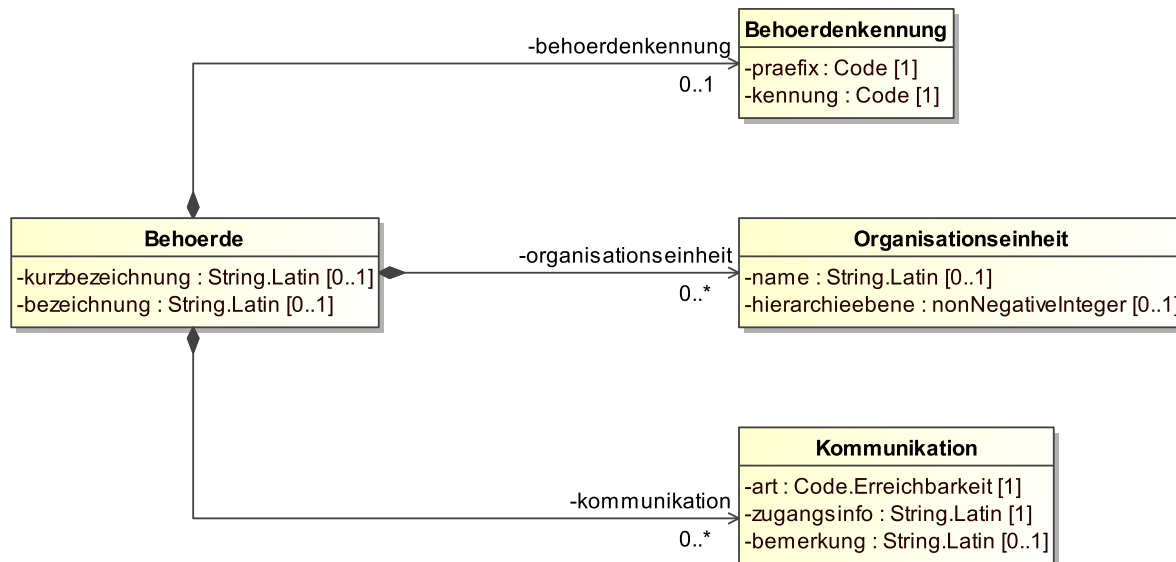 Behoerdenkennung
-praefix : Code [1]
-kennung : Code [1]
-behoerdenkennung
0..1
Behoerde
-kurzbezeichnung : String.Latin [0..1]
-bezeichnung : String.Latin [0..1]
-organisationseinheit
0..*
Organisationseinheit
-name : String.Latin [0..1]
-hierarchieebene : nonNegativeInteger [0..1]
Kommunikation
-art : Code.Erreichbarkeit [1]
-zugangsinfo : String.Latin [1]
-bemerkung : String.Latin [0..1]
-kommunikation
0..*